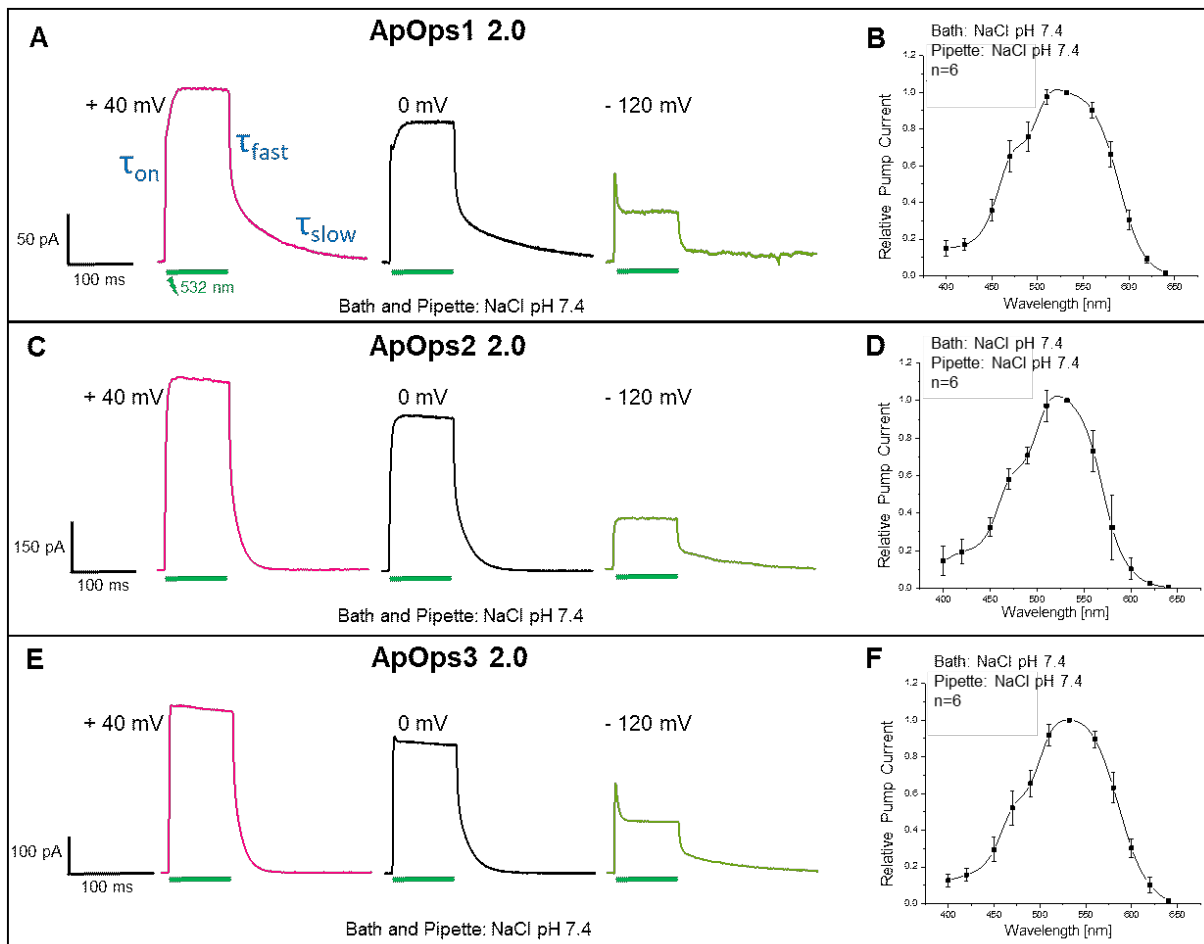 A
ApOps1 2.0
+ 40 mV
0 mV
- 120 mV
τon
τfast
τslow
50 pA
100 ms
532 nm
Bath and Pipette: NaCl pH 7.4
B
Bath: NaCl pH 7.4
Pipette: NaCl pH 7.4
n=6
Relative Pump Current
1.2
1.0
0.8
0.6
0.4
0.2
0.0
400 450 500 550 600 650
Wavelength [nm]
C
ApOps2 2.0
+ 40 mV
0 mV
- 120 mV
150 pA
100 ms
Bath and Pipette: NaCl pH 7.4
D
Bath: NaCl pH 7.4
Pipette: NaCl pH 7.4
n=6
Relative Pump Current
1.2
1.0
0.8
0.6
0.4
0.2
0.0
400 450 500 550 600 650
Wavelength [nm]
E
ApOps3 2.0
+ 40 mV
0 mV
- 120 mV
100 pA
100 ms
Bath and Pipette: NaCl pH 7.4
F
Bath: NaCl pH 7.4
Pipette: NaCl pH 7.4
n=6
Relative Pump Current
1.2
1.0
0.8
0.6
0.4
0.2
0.0
400 450 500 550 600 650
Wavelength [nm]